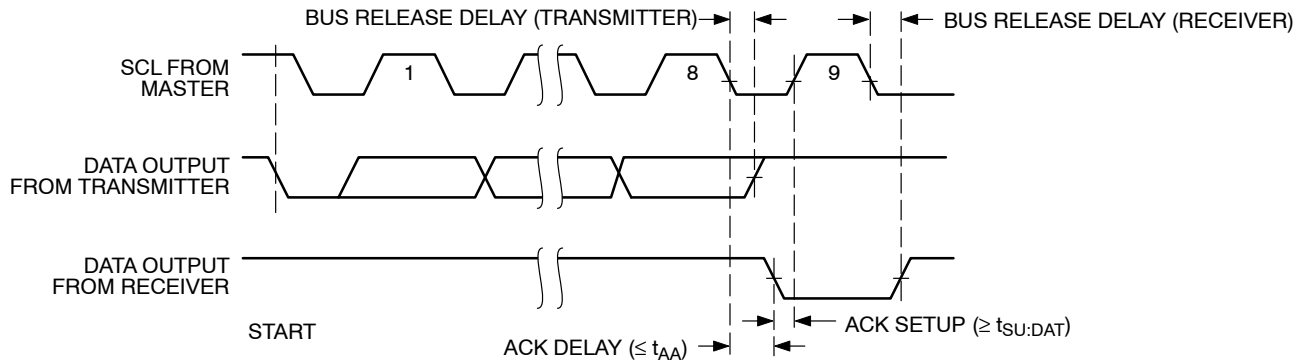 BUS RELEASE DELAY (TRANSMITTER)
BUS RELEASE DELAY (RECEIVER)
SCL FROM
MASTER
1
8
9
DATA OUTPUT
FROM TRANSMITTER
DATA OUTPUT
FROM RECEIVER
START
ACK SETUP (≥ tSU:DAT)
ACK DELAY (≤ tAA)